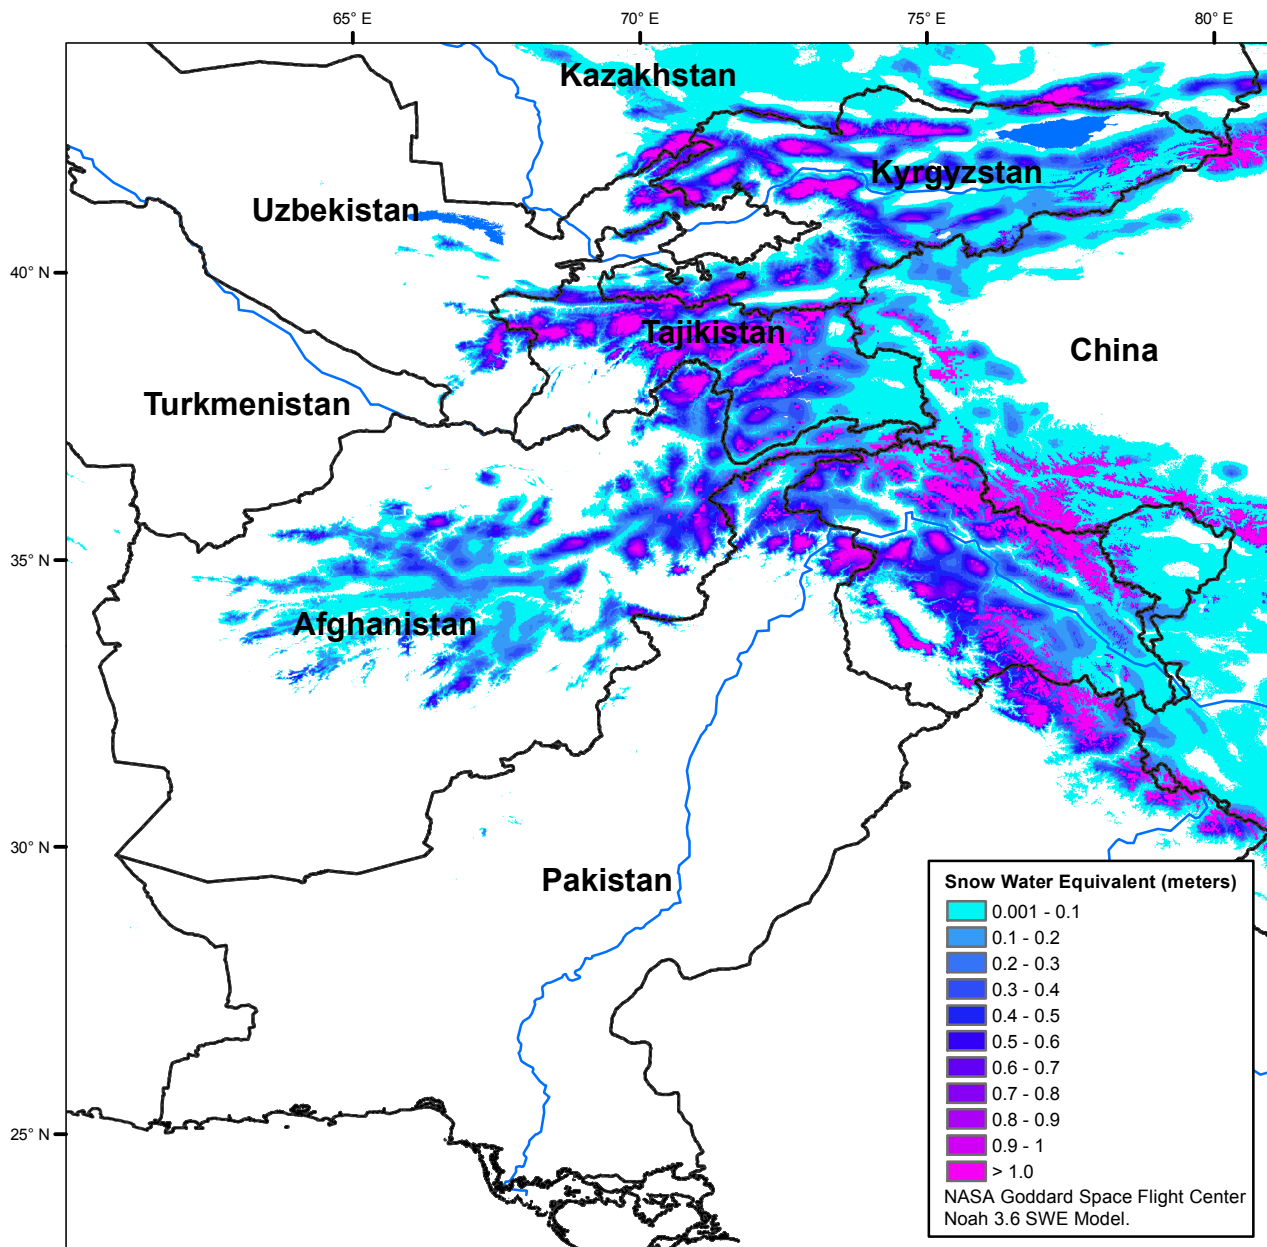 65° E
70° E
75° E
80° E
Kazakhstan
Kyrgyzstan
Uzbekistan
40° N
Tajikistan
China
Turkmenistan
35° N
Afghanistan
30° N
Pakistan
25° N
Snow Water Equivalent (meters)
0.001 - 0.1
0.1 - 0.2
0.2 - 0.3
0.3 - 0.4
0.4 - 0.5
0.5 - 0.6
0.6 - 0.7
0.7 - 0.8
0.8 - 0.9
0.9 - 1
> 1.0
NASA Goddard Space Flight Center
Noah 3.6 SWE Model.